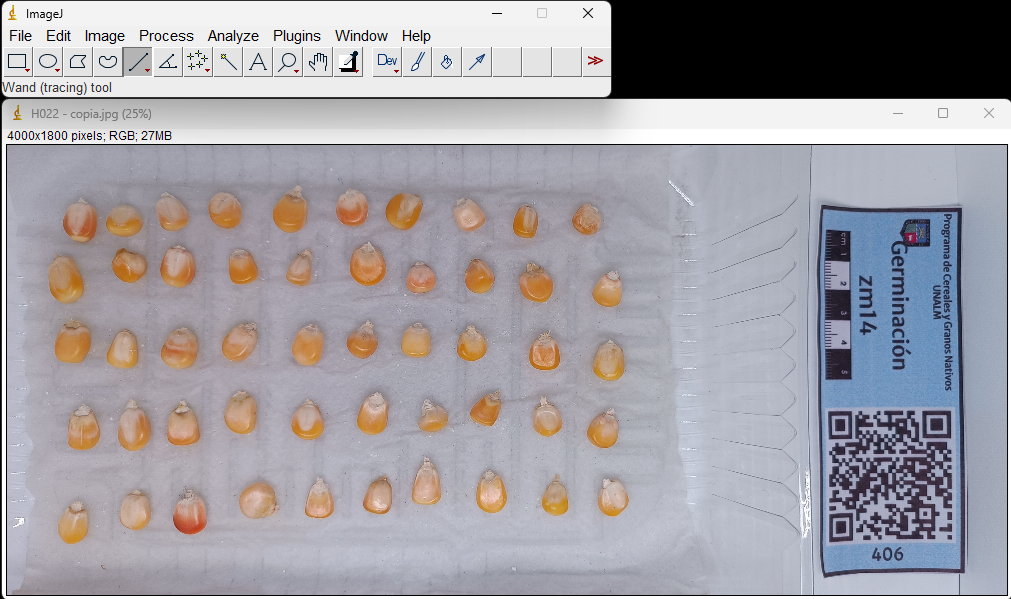 ImageJ
File Edit Image Process Analyze Plugins Window Help
Dev
Wand (tracing) tool
H022 - copia.jpg (25%)
4000x1800 pixels; RGB; 27MB
Programa de Cereales y Granos Nativos
UNALM
Germinación
zm14
cm 1 2 3 4 5
406